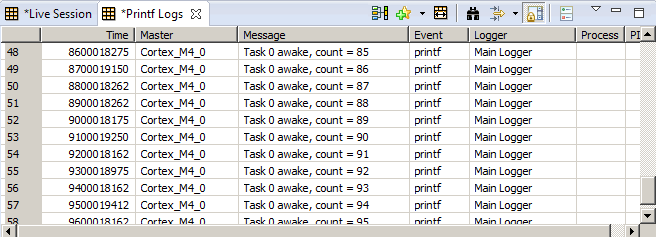 *Live Session *Printf Logs
Time Master Message Event Logger Process PI
48 8600018275 Cortex_M4_0 Task 0 awake, count = 85 printf Main Logger
49 8700019150 Cortex_M4_0 Task 0 awake, count = 86 printf Main Logger
50 8800018262 Cortex_M4_0 Task 0 awake, count = 87 printf Main Logger
51 8900018262 Cortex_M4_0 Task 0 awake, count = 88 printf Main Logger
52 9000018175 Cortex_M4_0 Task 0 awake, count = 89 printf Main Logger
53 9100019250 Cortex_M4_0 Task 0 awake, count = 90 printf Main Logger
54 9200018162 Cortex_M4_0 Task 0 awake, count = 91 printf Main Logger
55 9300018975 Cortex_M4_0 Task 0 awake, count = 92 printf Main Logger
56 9400018162 Cortex_M4_0 Task 0 awake, count = 93 printf Main Logger
57 9500019412 Cortex_M4_0 Task 0 awake, count = 94 printf Main Logger
58 9600018162 Cortex_M4_0 Task 0 awake, count = 95 printf Main Logger